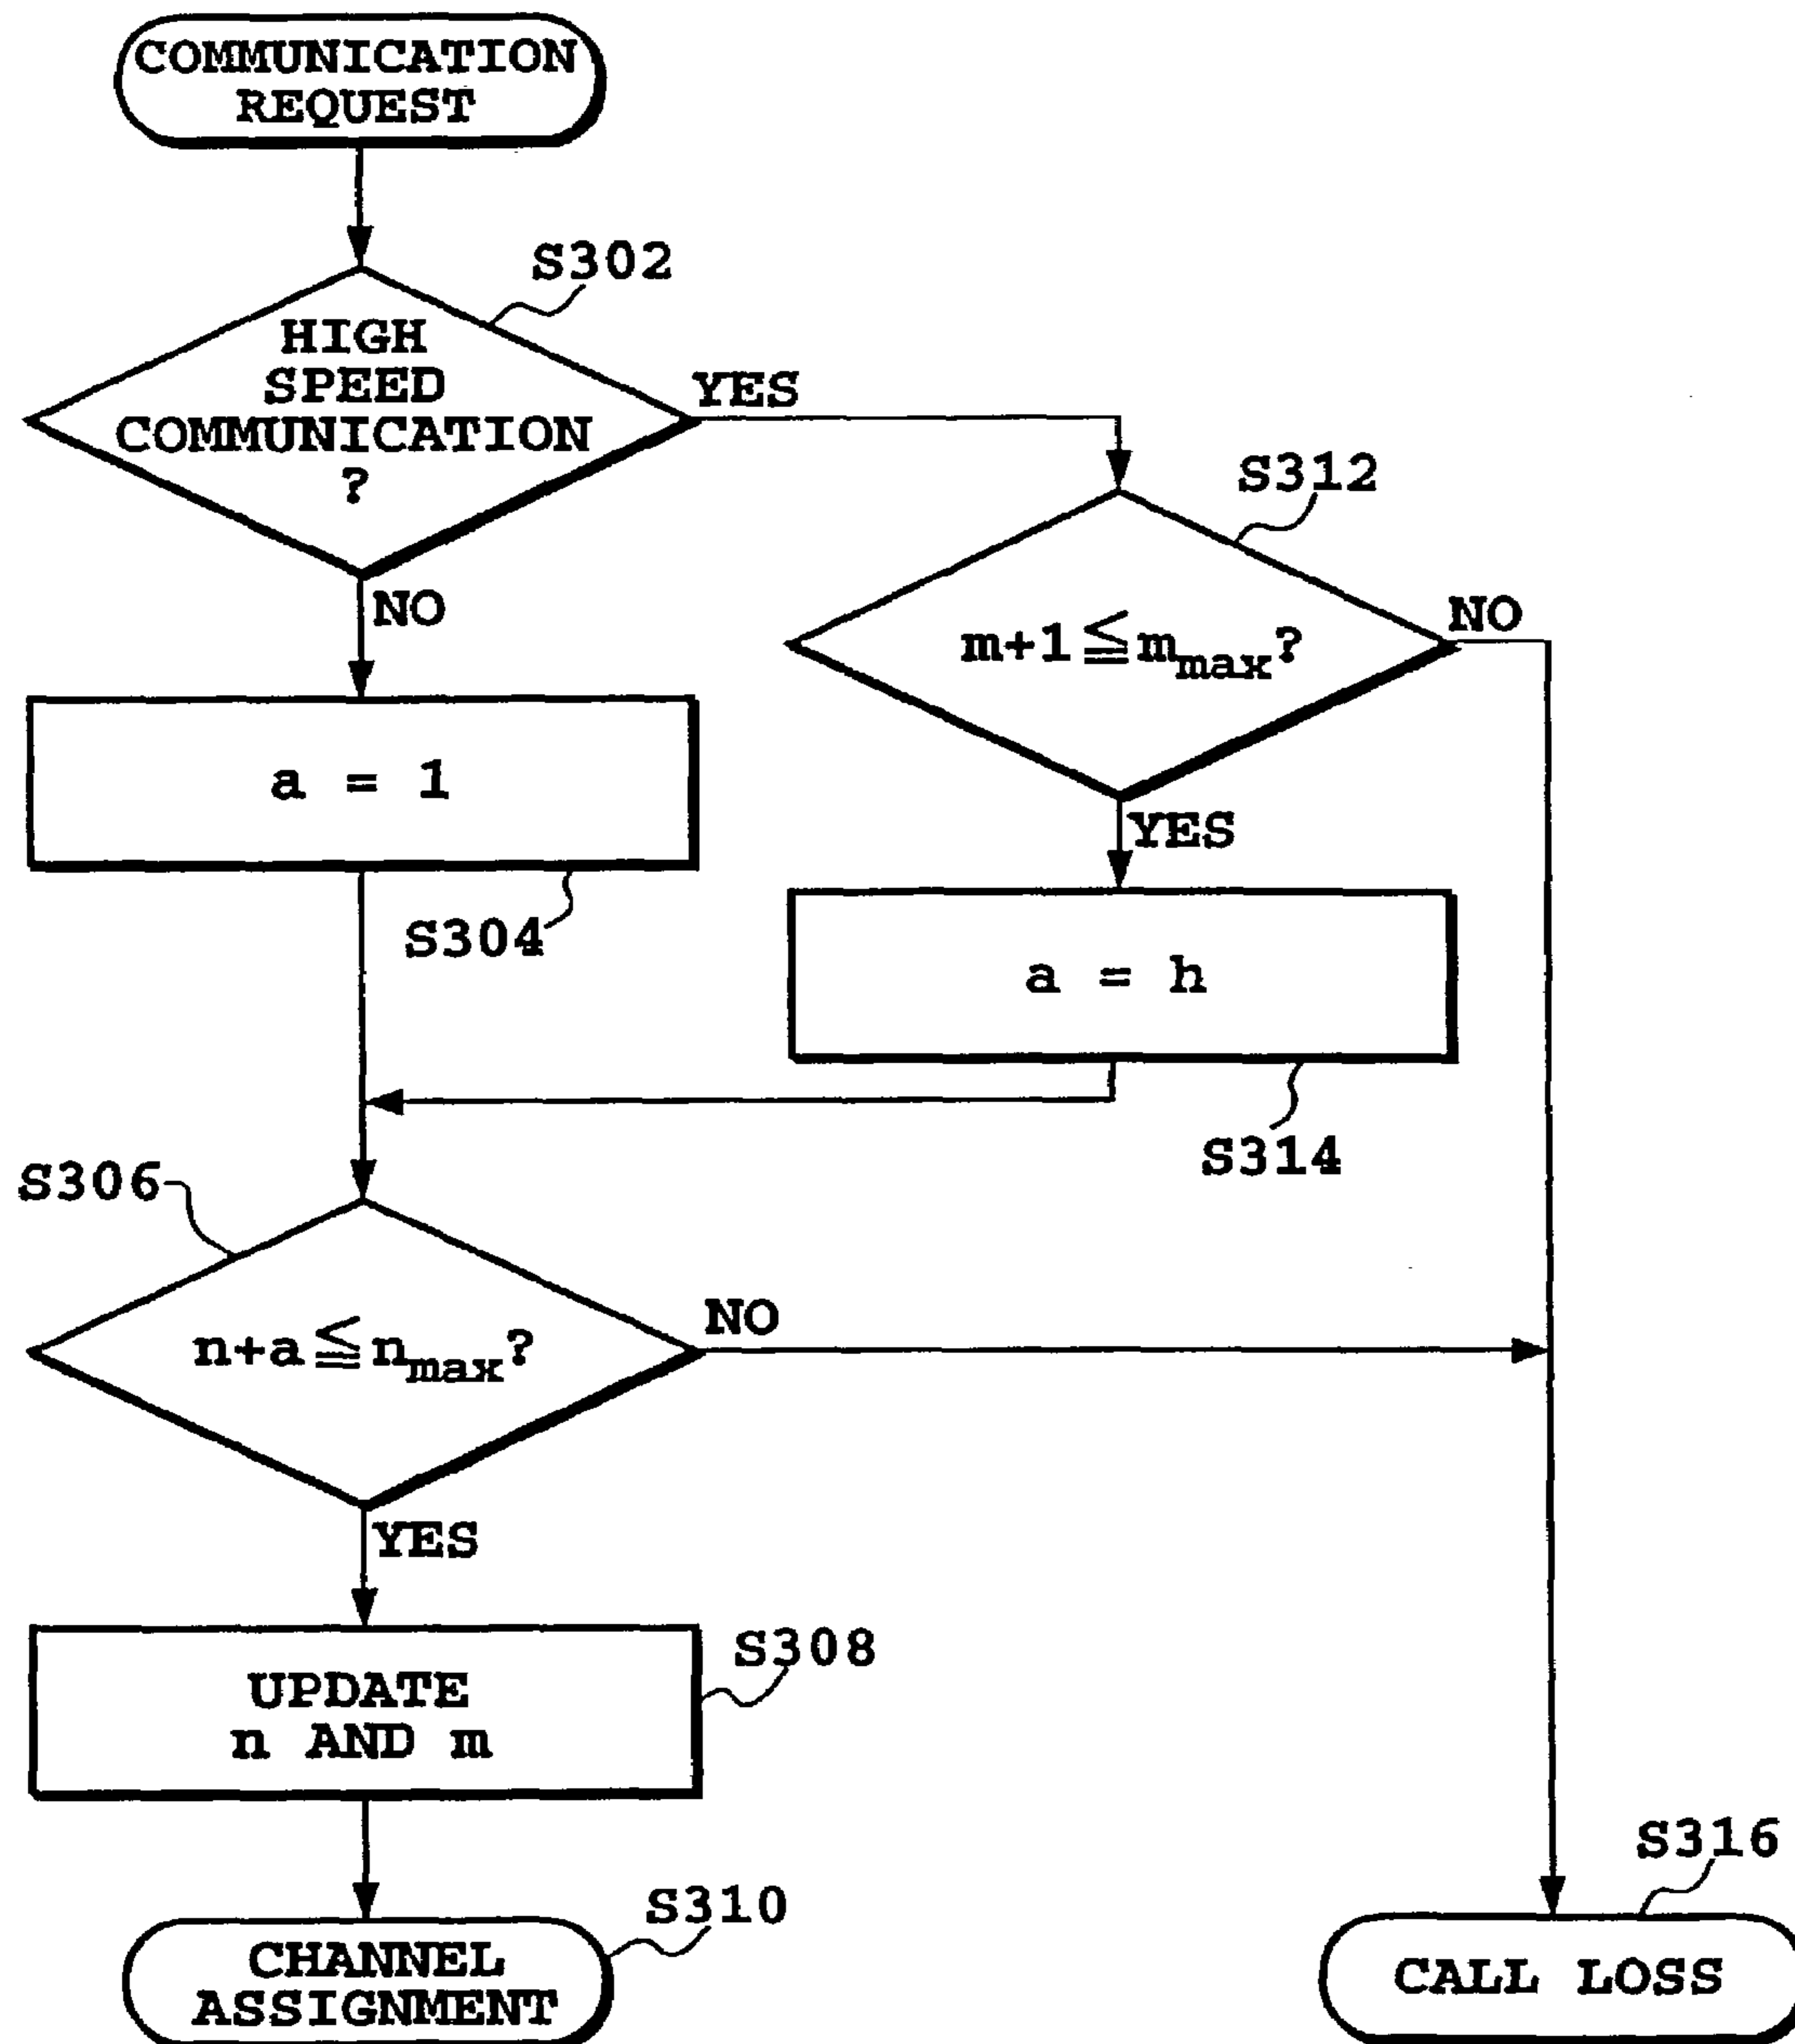 COMMUNICATION
REQUEST
S302
HIGH
SPEED
COMMUNICATION
?
YES
S312
NO
m+1≦mmax?
NO
a = 1
YES
S304
a = h
S314
S306
n+a≦nmax?
NO
YES
S308
UPDATE
n AND m
S316
S310
CHANNEL
ASSIGNMENT
CALL LOSS